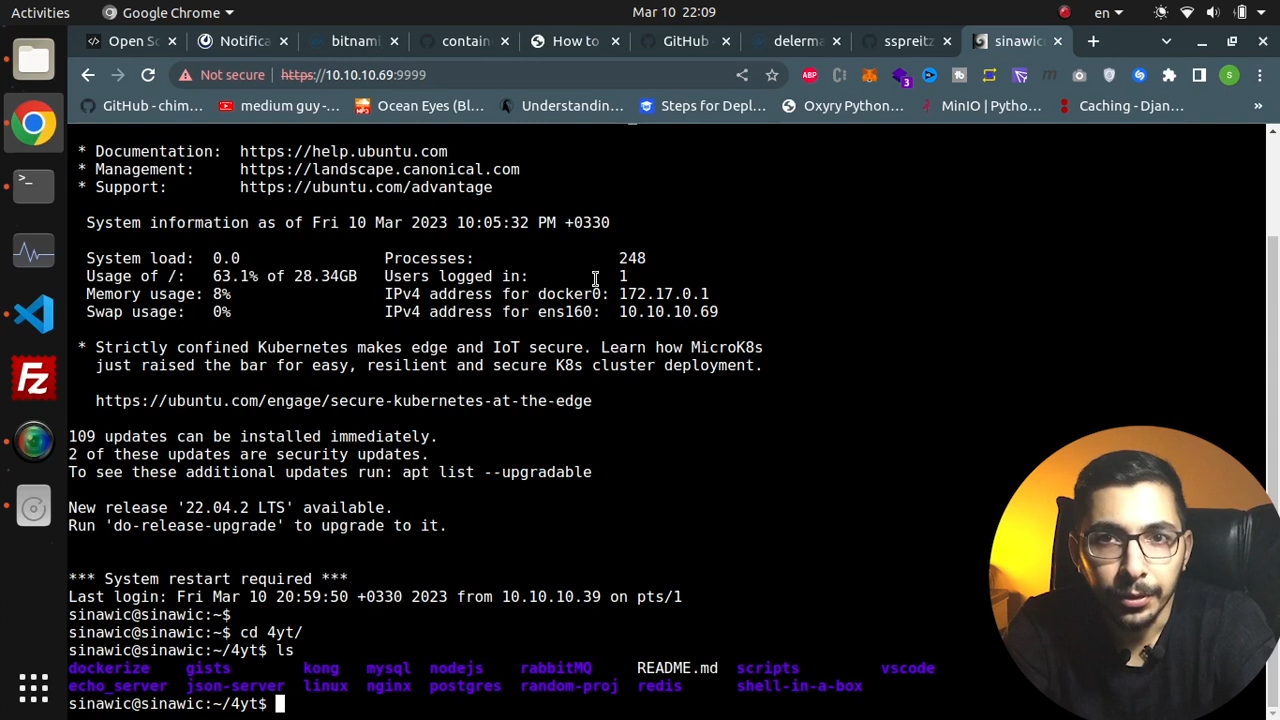 Activities Google Chrome Mar 10 22:09 en
Open Sc Notifica bitnami contain How to GitHub delerma sspreitz sinawic
Not secure https://10.10.10.69:9999 ABP 3 S
GitHub - chim... medium guy -... Ocean Eyes (Bl... Understandin... Steps for Depl... Oxyry Python... MinIO | Pytho... Caching - Djan... »
* Documentation: https://help.ubuntu.com
* Management: https://landscape.canonical.com
* Support: https://ubuntu.com/advantage
System information as of Fri 10 Mar 2023 10:05:32 PM +0330
System load: 0.0 Processes: 248
Usage of /: 63.1% of 28.34GB Users logged in: 1
Memory usage: 8% IPv4 address for docker0: 172.17.0.1
Swap usage: 0% IPv4 address for ens160: 10.10.10.69
* Strictly confined Kubernetes makes edge and IoT secure. Learn how MicroK8s
just raised the bar for easy, resilient and secure K8s cluster deployment.
https://ubuntu.com/engage/secure-kubernetes-at-the-edge
109 updates can be installed immediately.
2 of these updates are security updates.
To see these additional updates run: apt list --upgradable
New release '22.04.2 LTS' available.
Run 'do-release-upgrade' to upgrade to it.
*** System restart required ***
Last login: Fri Mar 10 20:59:50 +0330 2023 from 10.10.10.39 on pts/1
sinawic@sinawic:~$
sinawic@sinawic:~$ cd 4yt/
sinawic@sinawic:~/4yt$ ls
dockerize gists kong mysql nodejs rabbitMQ README.md scripts vscode
echo_server json-server linux nginx postgres random-proj redis shell-in-a-box
sinawic@sinawic:~/4yt$